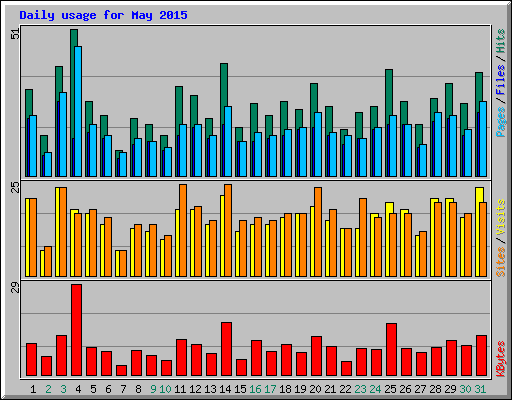 Daily usage for May 2015
51
Pages / Files / Hits
25
Sites / Visits
29
KBytes
1 2 3 4 5 6 7 8 9 10 11 12 13 14 15 16 17 18 19 20 21 22 23 24 25 26 27 28 29 30 31